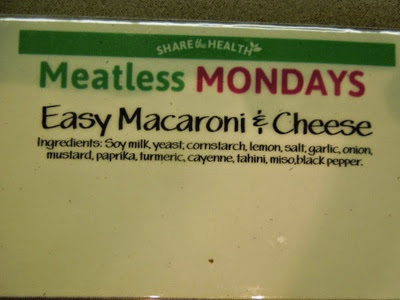 SHARE the HEALTH
Meatless MONDAYS
Easy Macaroni & Cheese
Ingredients: Soy milk, yeast, cornstarch, lemon, salt, garlic, onion,
mustard, paprika, turmeric, cayenne, tahini, miso,black pepper.